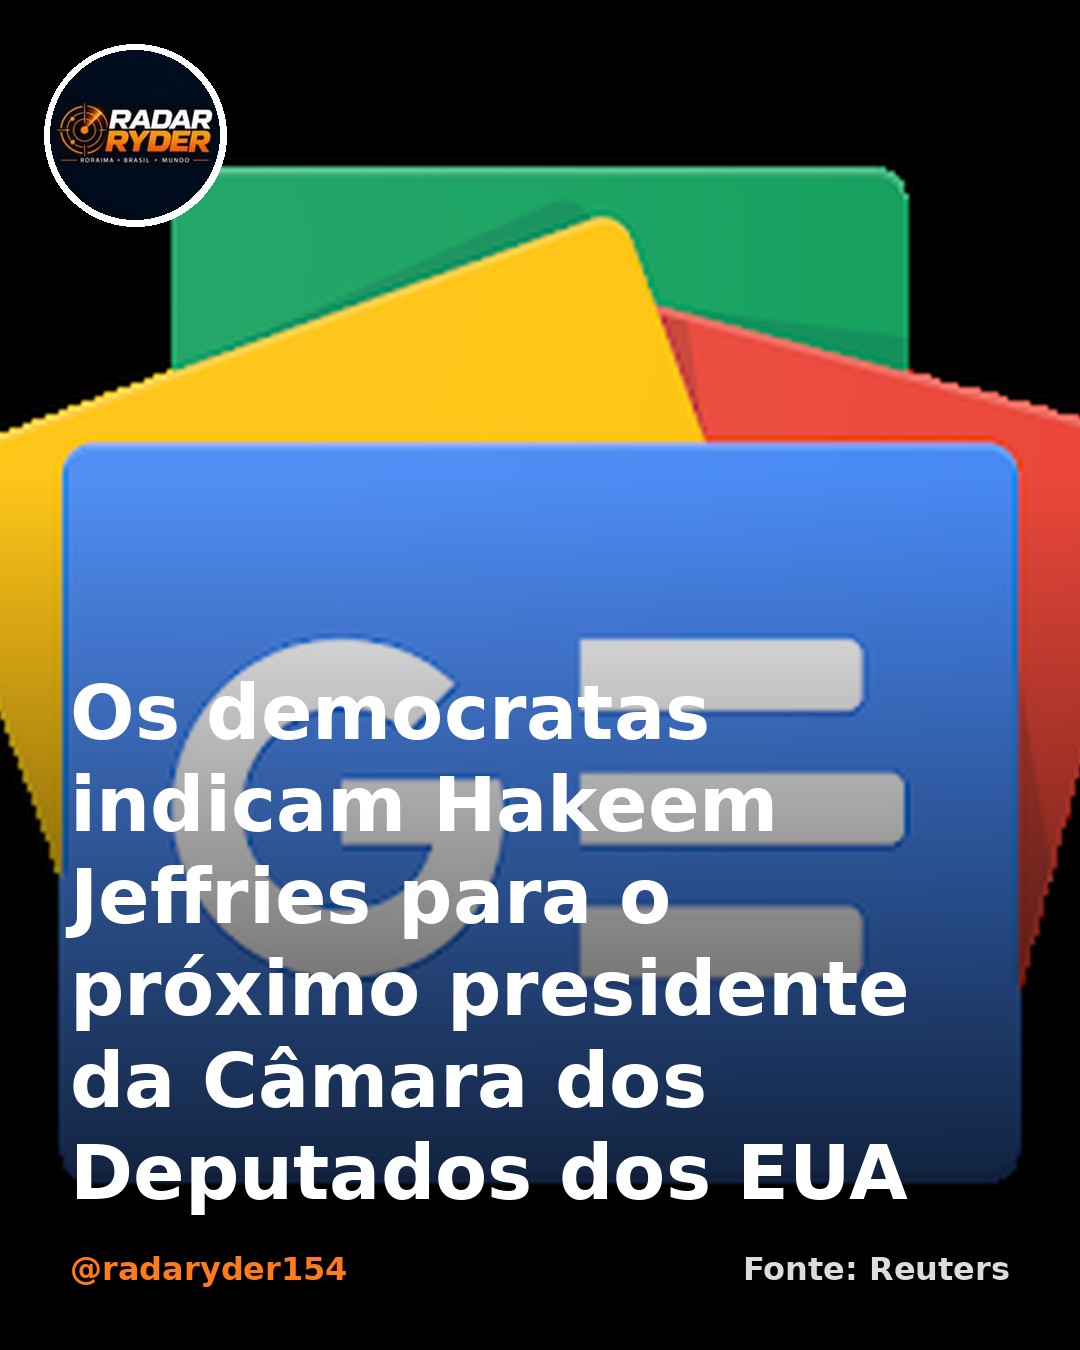 RADAR
RYDER
RORAIMA • BRASIL • MUNDO
Os democratas
indicam Hakeem
Jeffries para o
próximo presidente
da Câmara dos
Deputados dos EUA
@radaryder154
Fonte: Reuters